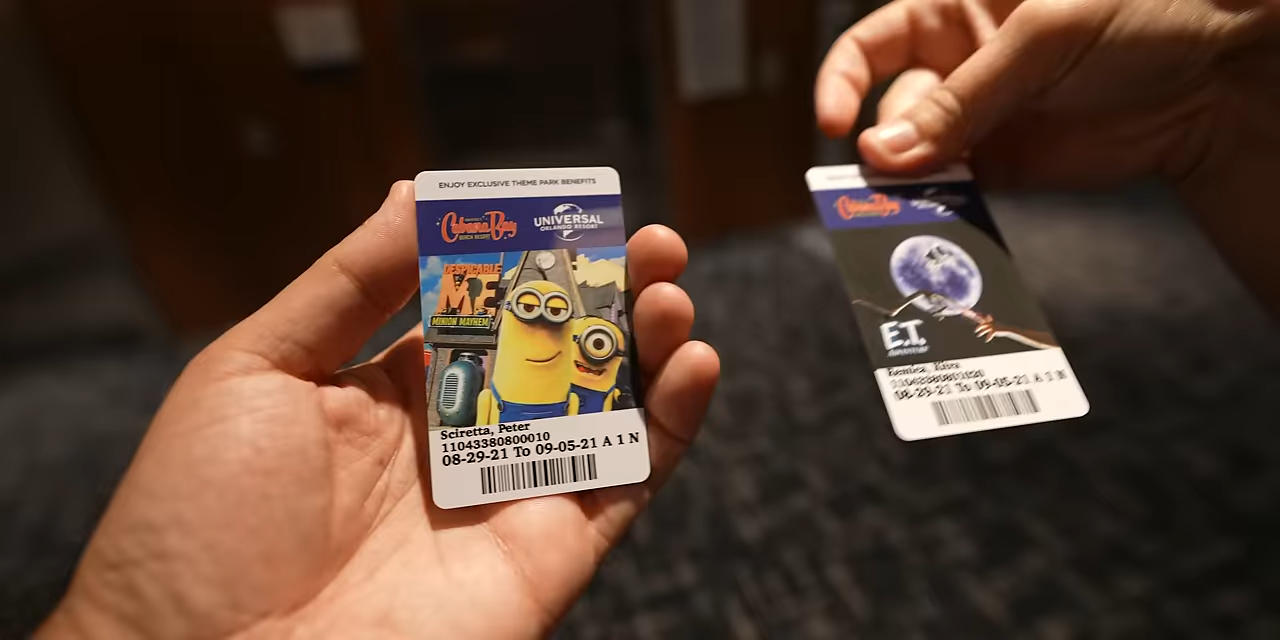 ENJOY EXCLUSIVE THEME PARK BENEFITS
Cabana Bay
BEACH RESORT
UNIVERSAL
ORLANDO RESORT
DESPICABLE
ME
MINION MAYHEM
Sciretta, Peter
11043380800010
08-29-21 To 09-05-21 A 1 N
Cabana Bay
E.T.
ADVENTURE
08-29-21 To 09-05-21 A 1 N